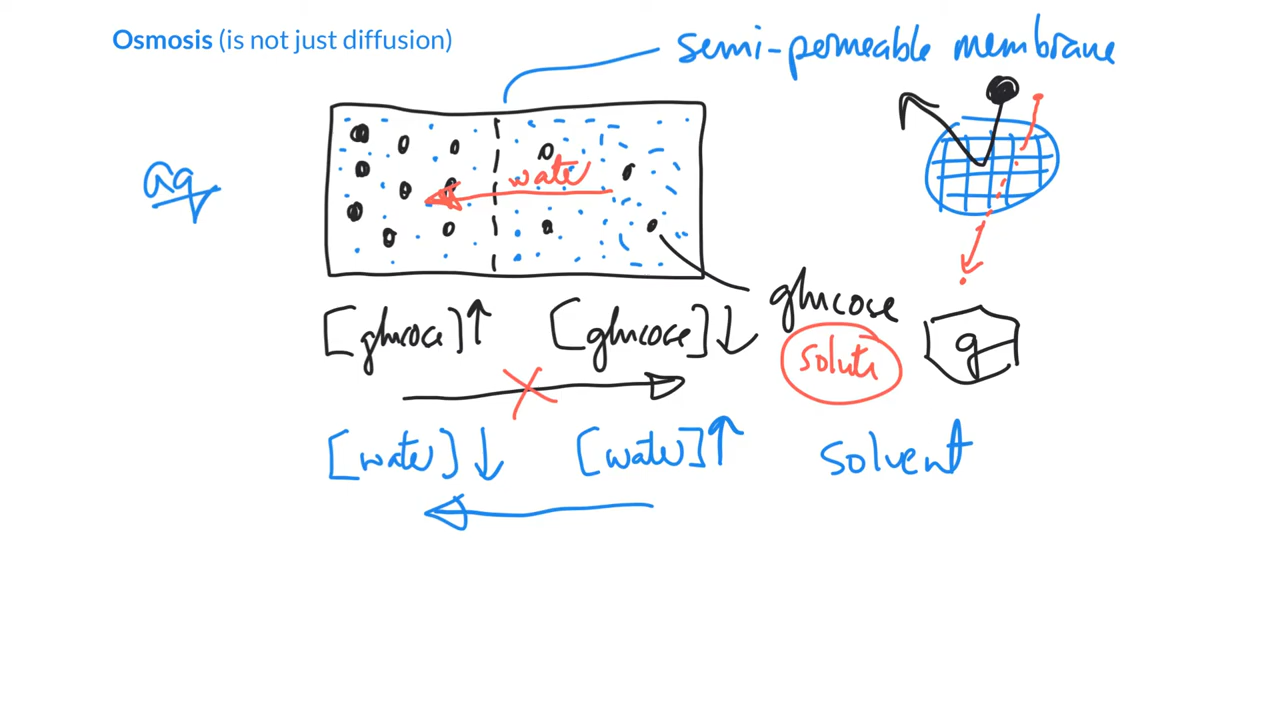 Osmosis (is not just diffusion)
semi-permeable membrane
aq
water
glucose
[glucose]↑ [glucose]↓
solute
g
[water]↓ [water]↑
solvent